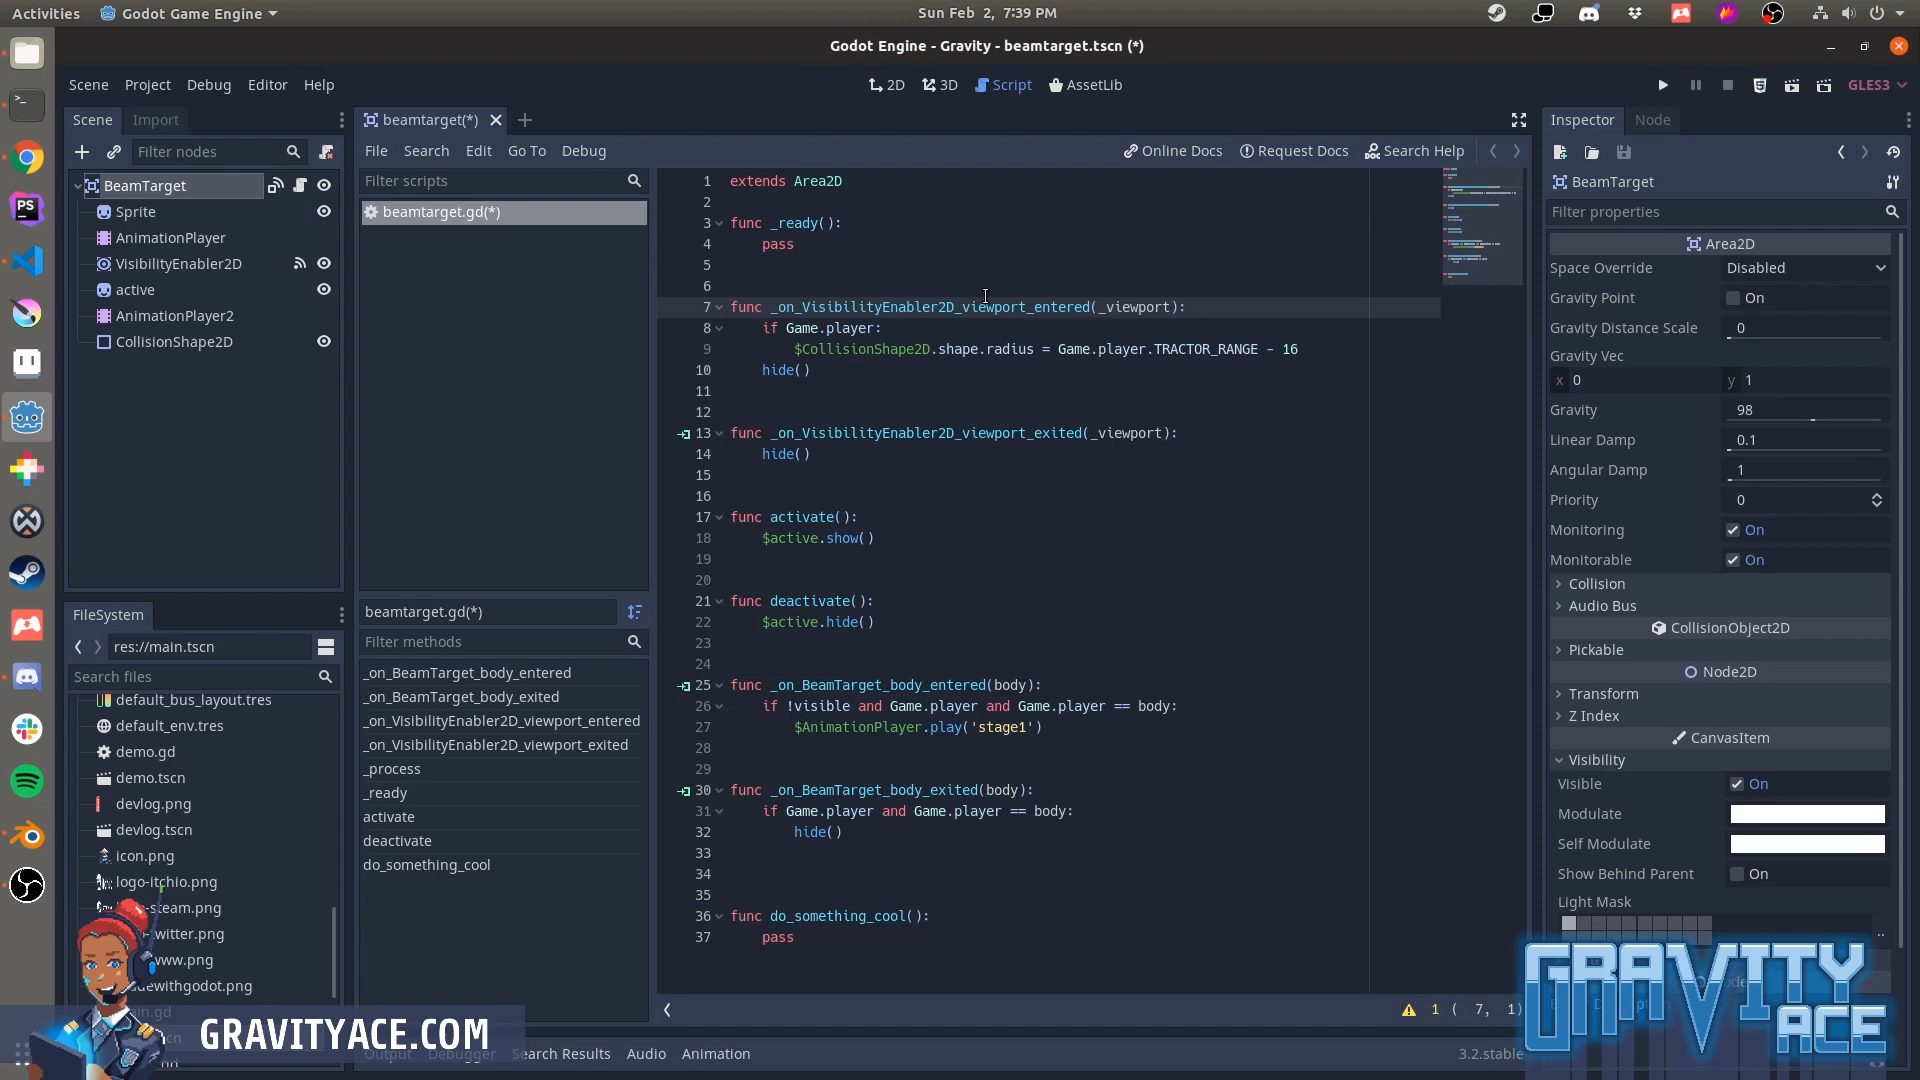 Activities
Godot Game Engine
Sun Feb 2, 7:39 PM
Godot Engine - Gravity - beamtarget.tscn (*)
Scene Project Debug Editor Help
2D 3D Script AssetLib
GLES3
Scene Import
Filter nodes
BeamTarget
Sprite
AnimationPlayer
VisibilityEnabler2D
active
AnimationPlayer2
CollisionShape2D
FileSystem
res://main.tscn
Search files
default_bus_layout.tres
default_env.tres
demo.gd
demo.tscn
devlog.png
devlog.tscn
icon.png
logo-itchio.png
-steam.png
-twitter.png
www.png
dewithgodot.png
beamtarget(*)
File Search Edit Go To Debug
Online Docs Request Docs Search Help
Filter scripts
beamtarget.gd(*)
beamtarget.gd(*)
Filter methods
_on_BeamTarget_body_entered
_on_BeamTarget_body_exited
_on_VisibilityEnabler2D_viewport_entered
_on_VisibilityEnabler2D_viewport_exited
_process
_ready
activate
deactivate
do_something_cool
1 extends Area2D
2
3 func _ready():
4 pass
5
6
7 func _on_VisibilityEnabler2D_viewport_entered(_viewport):
8 if Game.player:
9 $CollisionShape2D.shape.radius = Game.player.TRACTOR_RANGE - 16
10 hide()
11
12
13 func _on_VisibilityEnabler2D_viewport_exited(_viewport):
14 hide()
15
16
17 func activate():
18 $active.show()
19
20
21 func deactivate():
22 $active.hide()
23
24
25 func _on_BeamTarget_body_entered(body):
26 if !visible and Game.player and Game.player == body:
27 $AnimationPlayer.play('stage1')
28
29
30 func _on_BeamTarget_body_exited(body):
31 if Game.player and Game.player == body:
32 hide()
33
34
35
36 func do_something_cool():
37 pass
1 ( 7, 1)
Output Debugger Search Results Audio Animation
3.2.stable
Inspector Node
BeamTarget
Filter properties
Area2D
Space Override Disabled
Gravity Point On
Gravity Distance Scale 0
Gravity Vec
x 0 y 1
Gravity 98
Linear Damp 0.1
Angular Damp 1
Priority 0
Monitoring On
Monitorable On
Collision
Audio Bus
CollisionObject2D
Pickable
Node2D
Transform
Z Index
CanvasItem
Visibility
Visible On
Modulate
Self Modulate
Show Behind Parent On
Light Mask
GRAVITYACE.COM
GRAVITY
ACE
PS